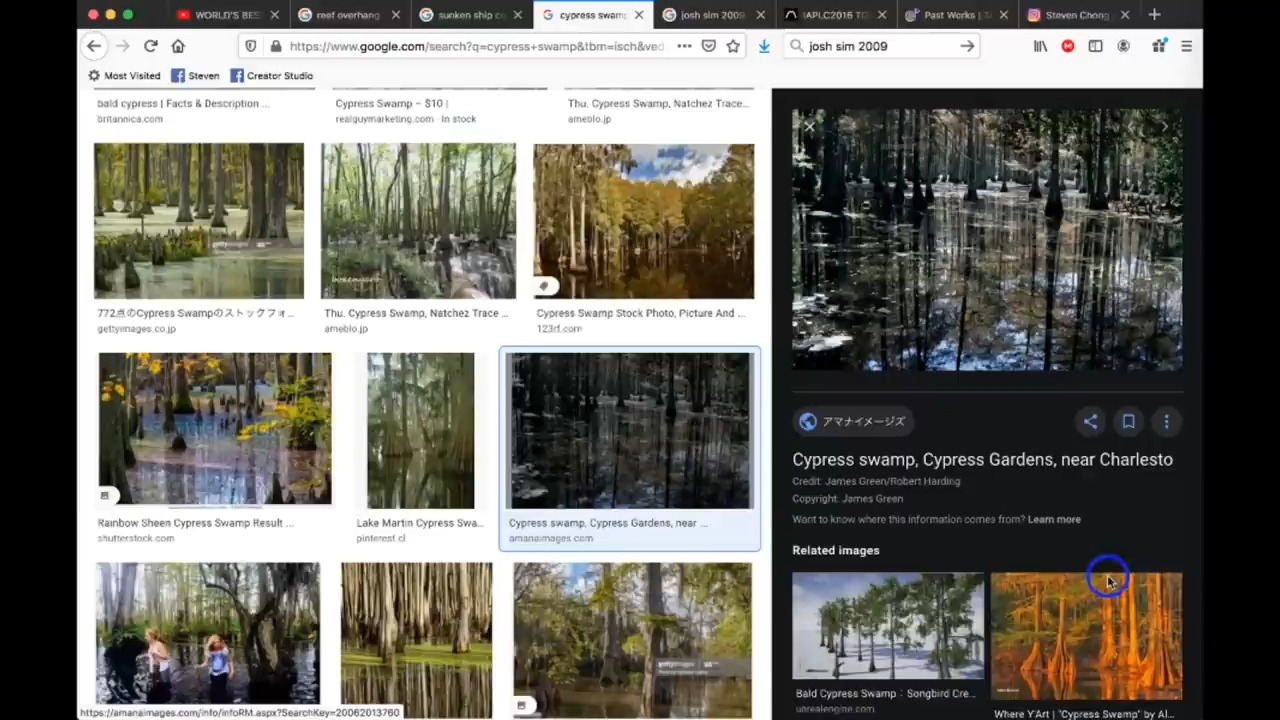 WORLD'S BES
reef overhang
sunken ship co
cypress swamp
josh sim 2009
IAPLC2016 TO
Past Works |
Steven Chong
https://www.google.com/search?q=cypress+swamp&tbm=isch&ved
josh sim 2009
Most Visited
Steven
Creator Studio
bald cypress | Facts & Description ...
britannica.com
Cypress Swamp – $10 |
realguymarketing.com · In stock
Thu. Cypress Swamp, Natchez Trace...
ameblo.jp
772点のCypress Swampのストックフォ...
gettyimages.co.jp
Thu. Cypress Swamp, Natchez Trace ...
ameblo.jp
Cypress Swamp Stock Photo, Picture And ...
123rf.com
Rainbow Sheen Cypress Swamp Result ...
shutterstock.com
Lake Martin Cypress Swa...
pinterest.cl
Cypress swamp, Cypress Gardens, near ...
amanaimages.com
https://amanaimages.com/info/infoRM.aspx?SearchKey=20062013760
アマナイメージズ
Cypress swamp, Cypress Gardens, near Charlesto
Credit: James Green/Robert Harding
Copyright: James Green
Want to know where this information comes from? Learn more
Related images
Bald Cypress Swamp : Songbird Cre...
unrealengine.com
Where Y'Art | "Cypress Swamp" by Al...